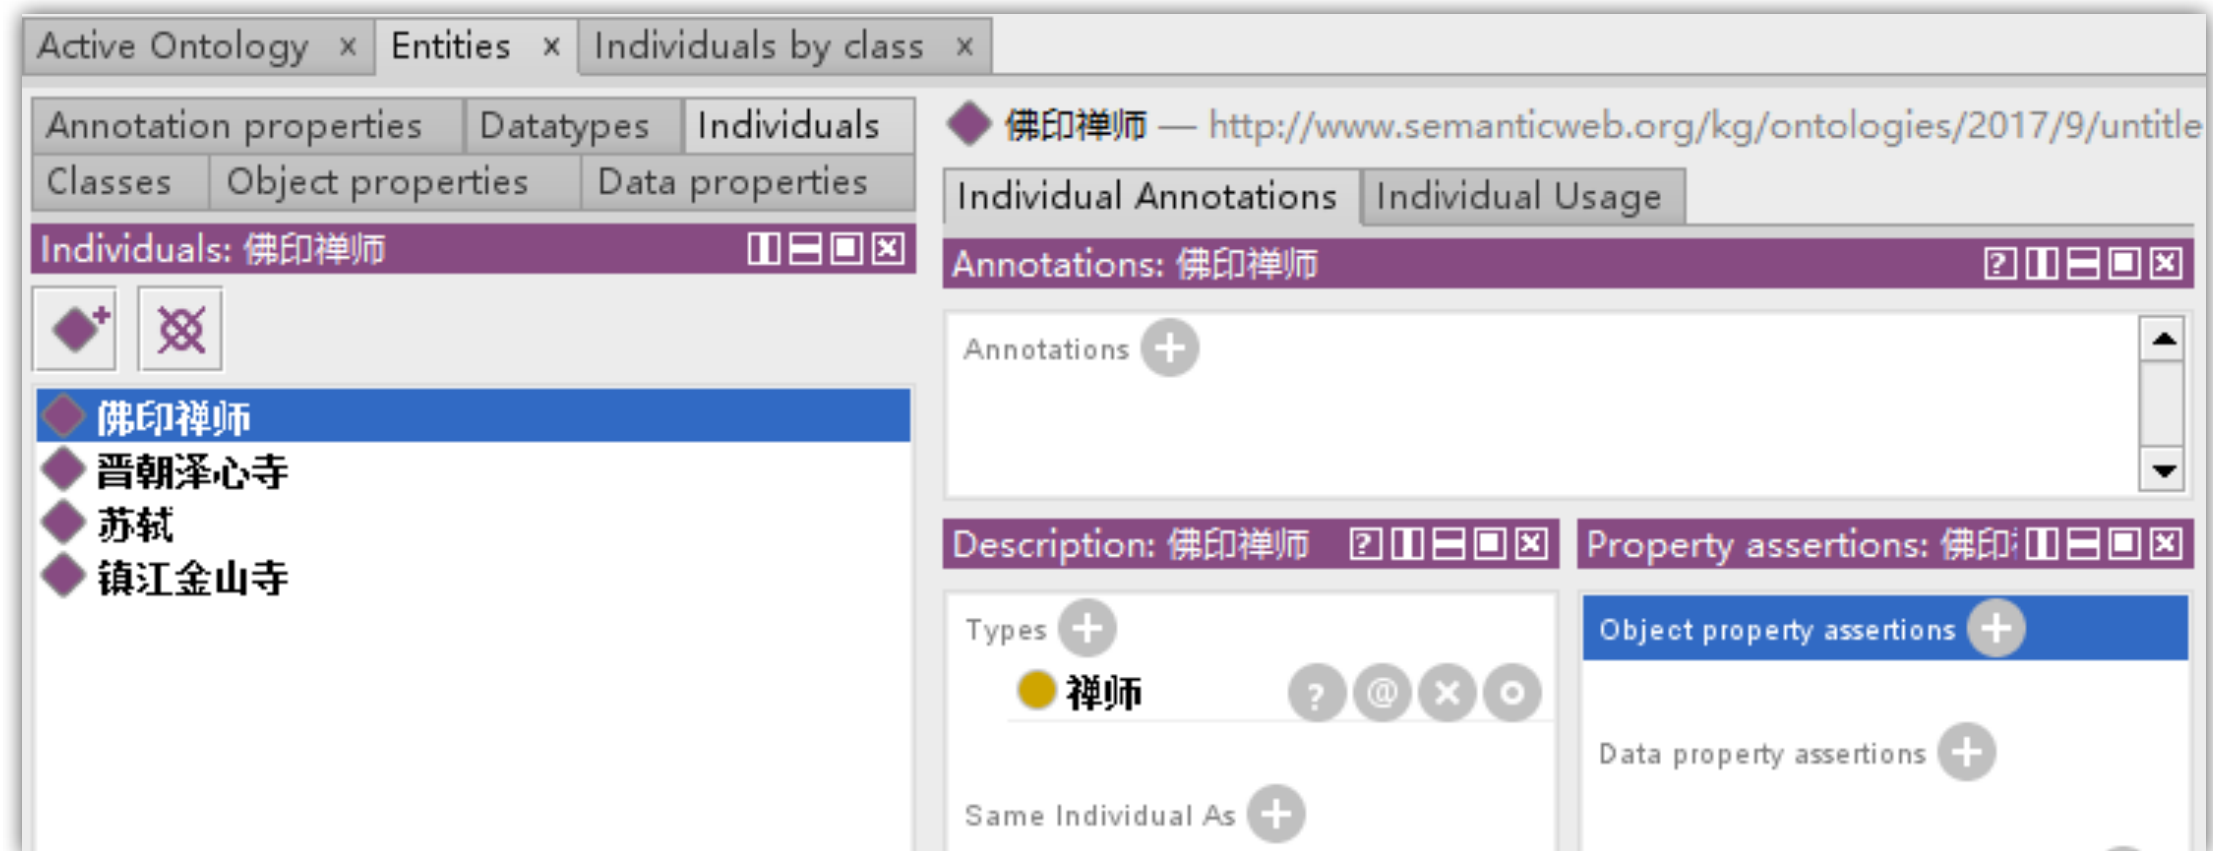 Active Ontology × Entities × Individuals by class ×
Annotation properties Datatypes Individuals
Classes Object properties Data properties
Individuals: 佛印禅师
佛印禅师
晋朝泽心寺
苏轼
镇江金山寺
佛印禅师 — http://www.semanticweb.org/kg/ontologies/2017/9/untitle
Individual Annotations Individual Usage
Annotations: 佛印禅师
Annotations
Description: 佛印禅师
Types
禅师
Same Individual As
Property assertions: 佛印
Object property assertions
Data property assertions